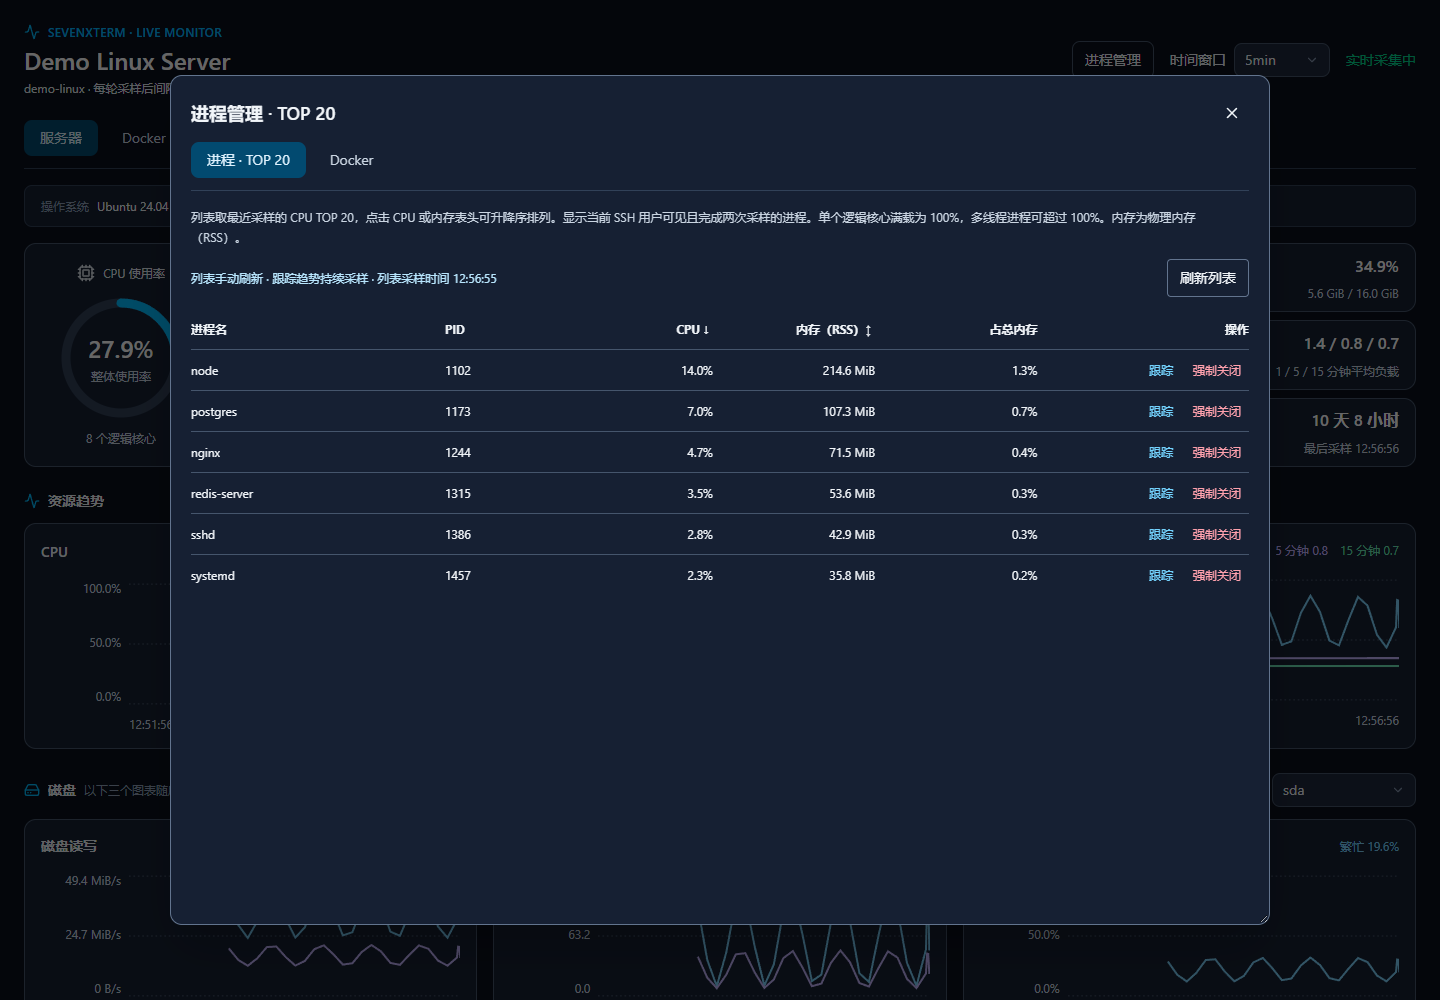 SEVENXTERM · LIVE MONITOR
Demo Linux Server
demo-linux · 每轮采样后间
进程管理
时间窗口
5min
实时采集中
服务器
Docker
操作系统 Ubuntu 24.04
CPU 使用率
27.9%
整体使用率
8 个逻辑核心
34.9%
5.6 GiB / 16.0 GiB
1.4 / 0.8 / 0.7
1 / 5 / 15 分钟平均负载
10 天 8 小时
最后采样 12:56:56
进程管理 · TOP 20
进程 · TOP 20
Docker
列表取最近采样的 CPU TOP 20，点击 CPU 或内存表头可升降序排列。显示当前 SSH 用户可见且完成两次采样的进程。单个逻辑核心满载为 100%，多线程进程可超过 100%。内存为物理内存
（RSS）。
列表手动刷新 · 跟踪趋势持续采样 · 列表采样时间 12:56:55
刷新列表
进程名 PID CPU ↓ 内存（RSS）↕ 占总内存 操作
node 1102 14.0% 214.6 MiB 1.3% 跟踪 强制关闭
postgres 1173 7.0% 107.3 MiB 0.7% 跟踪 强制关闭
nginx 1244 4.7% 71.5 MiB 0.4% 跟踪 强制关闭
redis-server 1315 3.5% 53.6 MiB 0.3% 跟踪 强制关闭
sshd 1386 2.8% 42.9 MiB 0.3% 跟踪 强制关闭
systemd 1457 2.3% 35.8 MiB 0.2% 跟踪 强制关闭
资源趋势
CPU
100.0%
50.0%
0.0%
12:51:56
5 分钟 0.8 15 分钟 0.7
12:56:56
磁盘 以下三个图表随
sda
磁盘读写
49.4 MiB/s
24.7 MiB/s
0 B/s
63.2
0.0
繁忙 19.6%
50.0%
0.0%